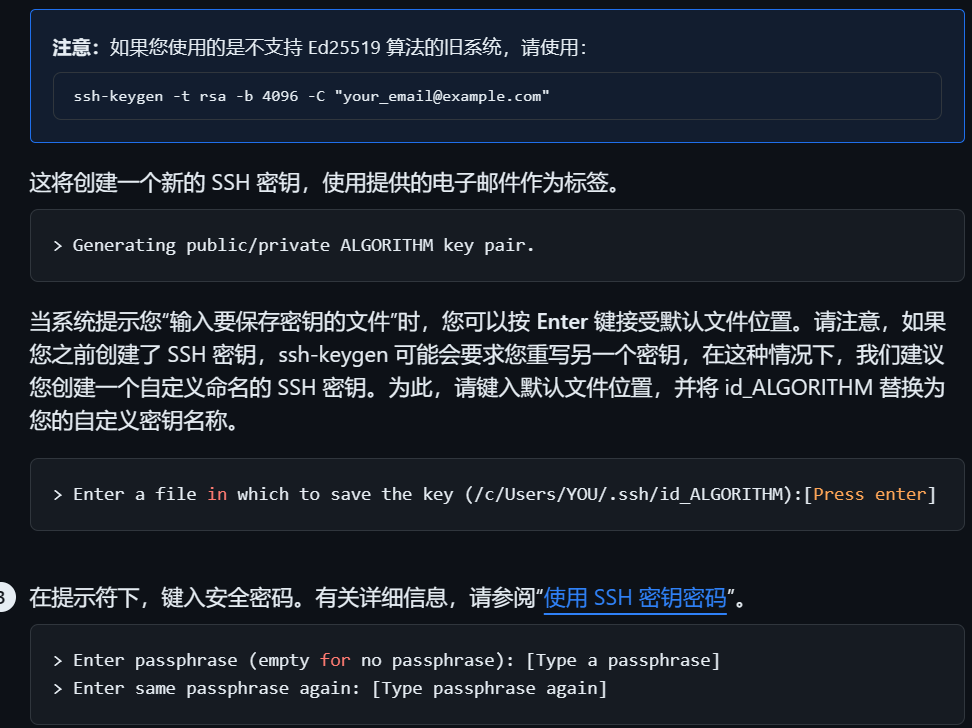 注意：如果您使用的是不支持 Ed25519 算法的旧系统，请使用：
ssh-keygen -t rsa -b 4096 -C "your_email@example.com"
这将创建一个新的 SSH 密钥，使用提供的电子邮件作为标签。
> Generating public/private ALGORITHM key pair.
当系统提示您“输入要保存密钥的文件”时，您可以按 Enter 键接受默认文件位置。请注意，如果
您之前创建了 SSH 密钥，ssh-keygen 可能会要求您重写另一个密钥，在这种情况下，我们建议
您创建一个自定义命名的 SSH 密钥。为此，请键入默认文件位置，并将 id_ALGORITHM 替换为
您的自定义密钥名称。
> Enter a file in which to save the key (/c/Users/YOU/.ssh/id_ALGORITHM):[Press enter]
3 在提示符下，键入安全密码。有关详细信息，请参阅“使用 SSH 密钥密码”。
> Enter passphrase (empty for no passphrase): [Type a passphrase]
> Enter same passphrase again: [Type passphrase again]